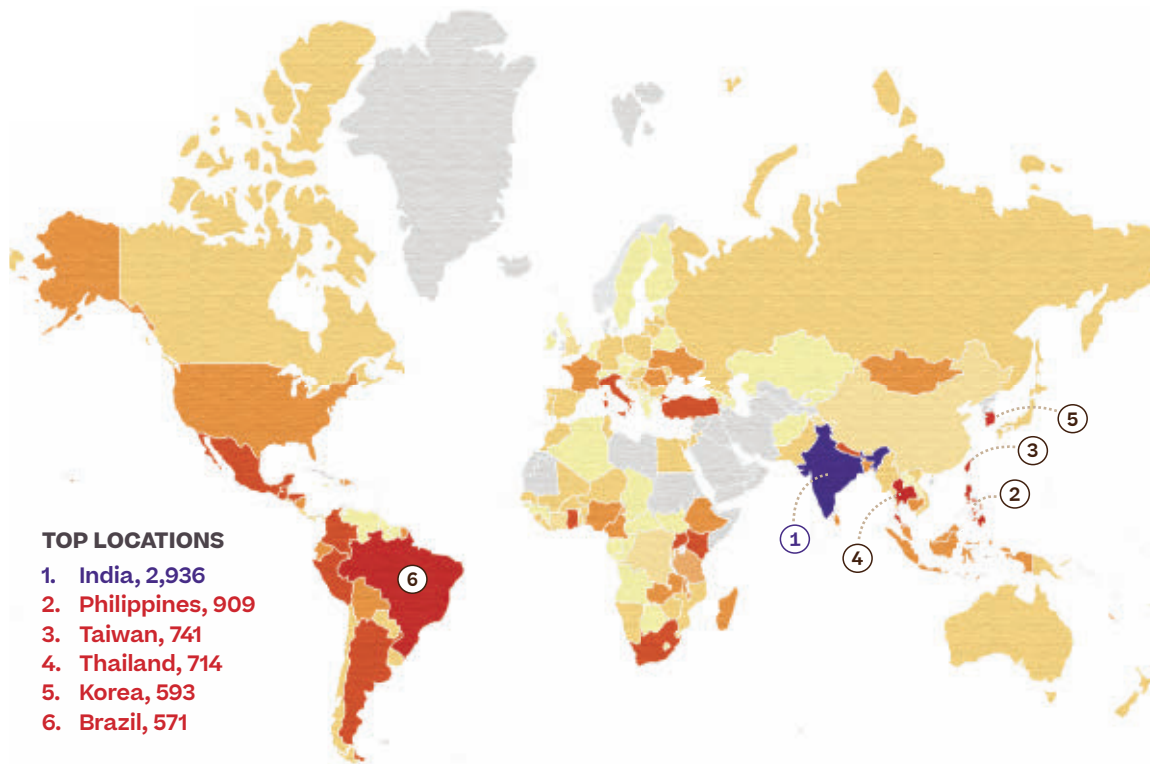 5
3
2
1
4
6
TOP LOCATIONS
1. India, 2,936
2. Philippines, 909
3. Taiwan, 741
4. Thailand, 714
5. Korea, 593
6. Brazil, 571